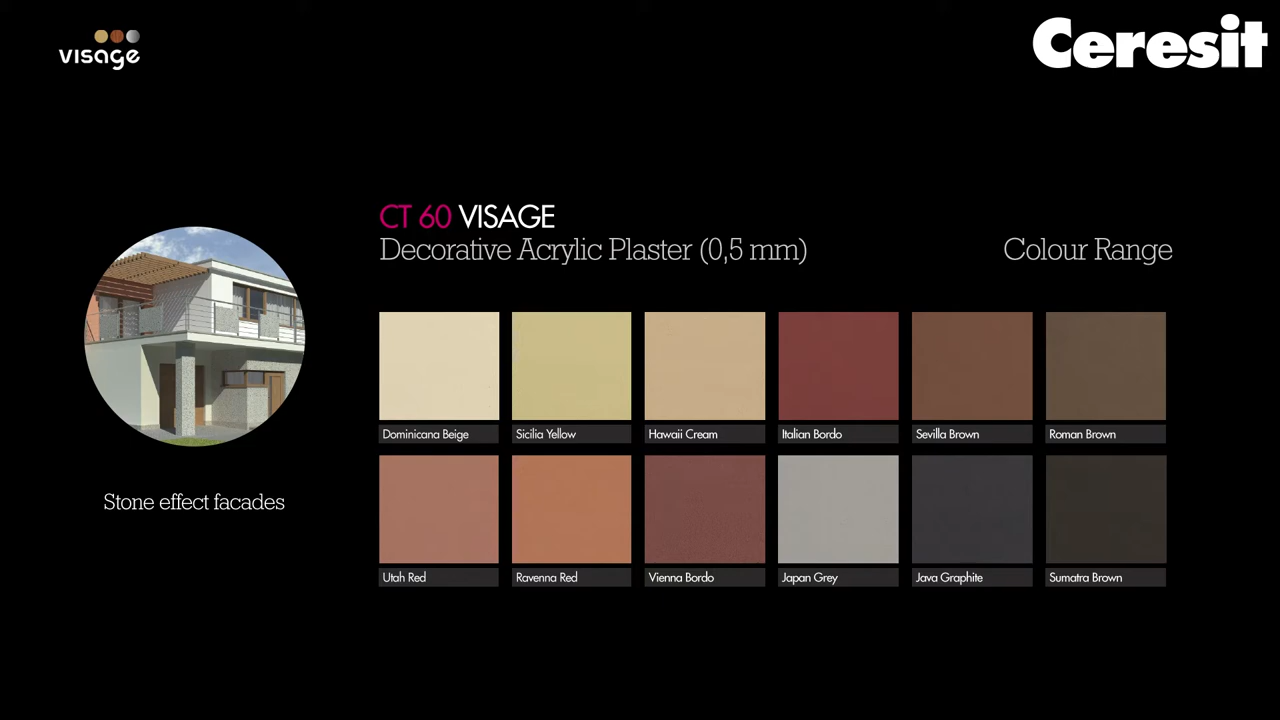 visage
Ceresit
CT 60 VISAGE
Decorative Acrylic Plaster (0,5 mm)
Colour Range
Dominicana Beige
Sicilia Yellow
Hawaii Cream
Italian Bordo
Sevilla Brown
Roman Brown
Stone effect facades
Utah Red
Ravenna Red
Vienna Bordo
Japan Grey
Java Graphite
Sumatra Brown